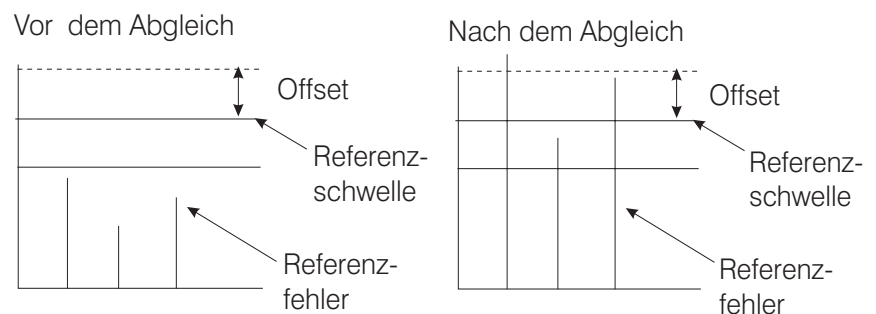 Vor dem Abgleich
Offset
Referenz-
schwelle
Referenz-
fehler
Nach dem Abgleich
Offset
Referenz-
schwelle
Referenz-
fehler